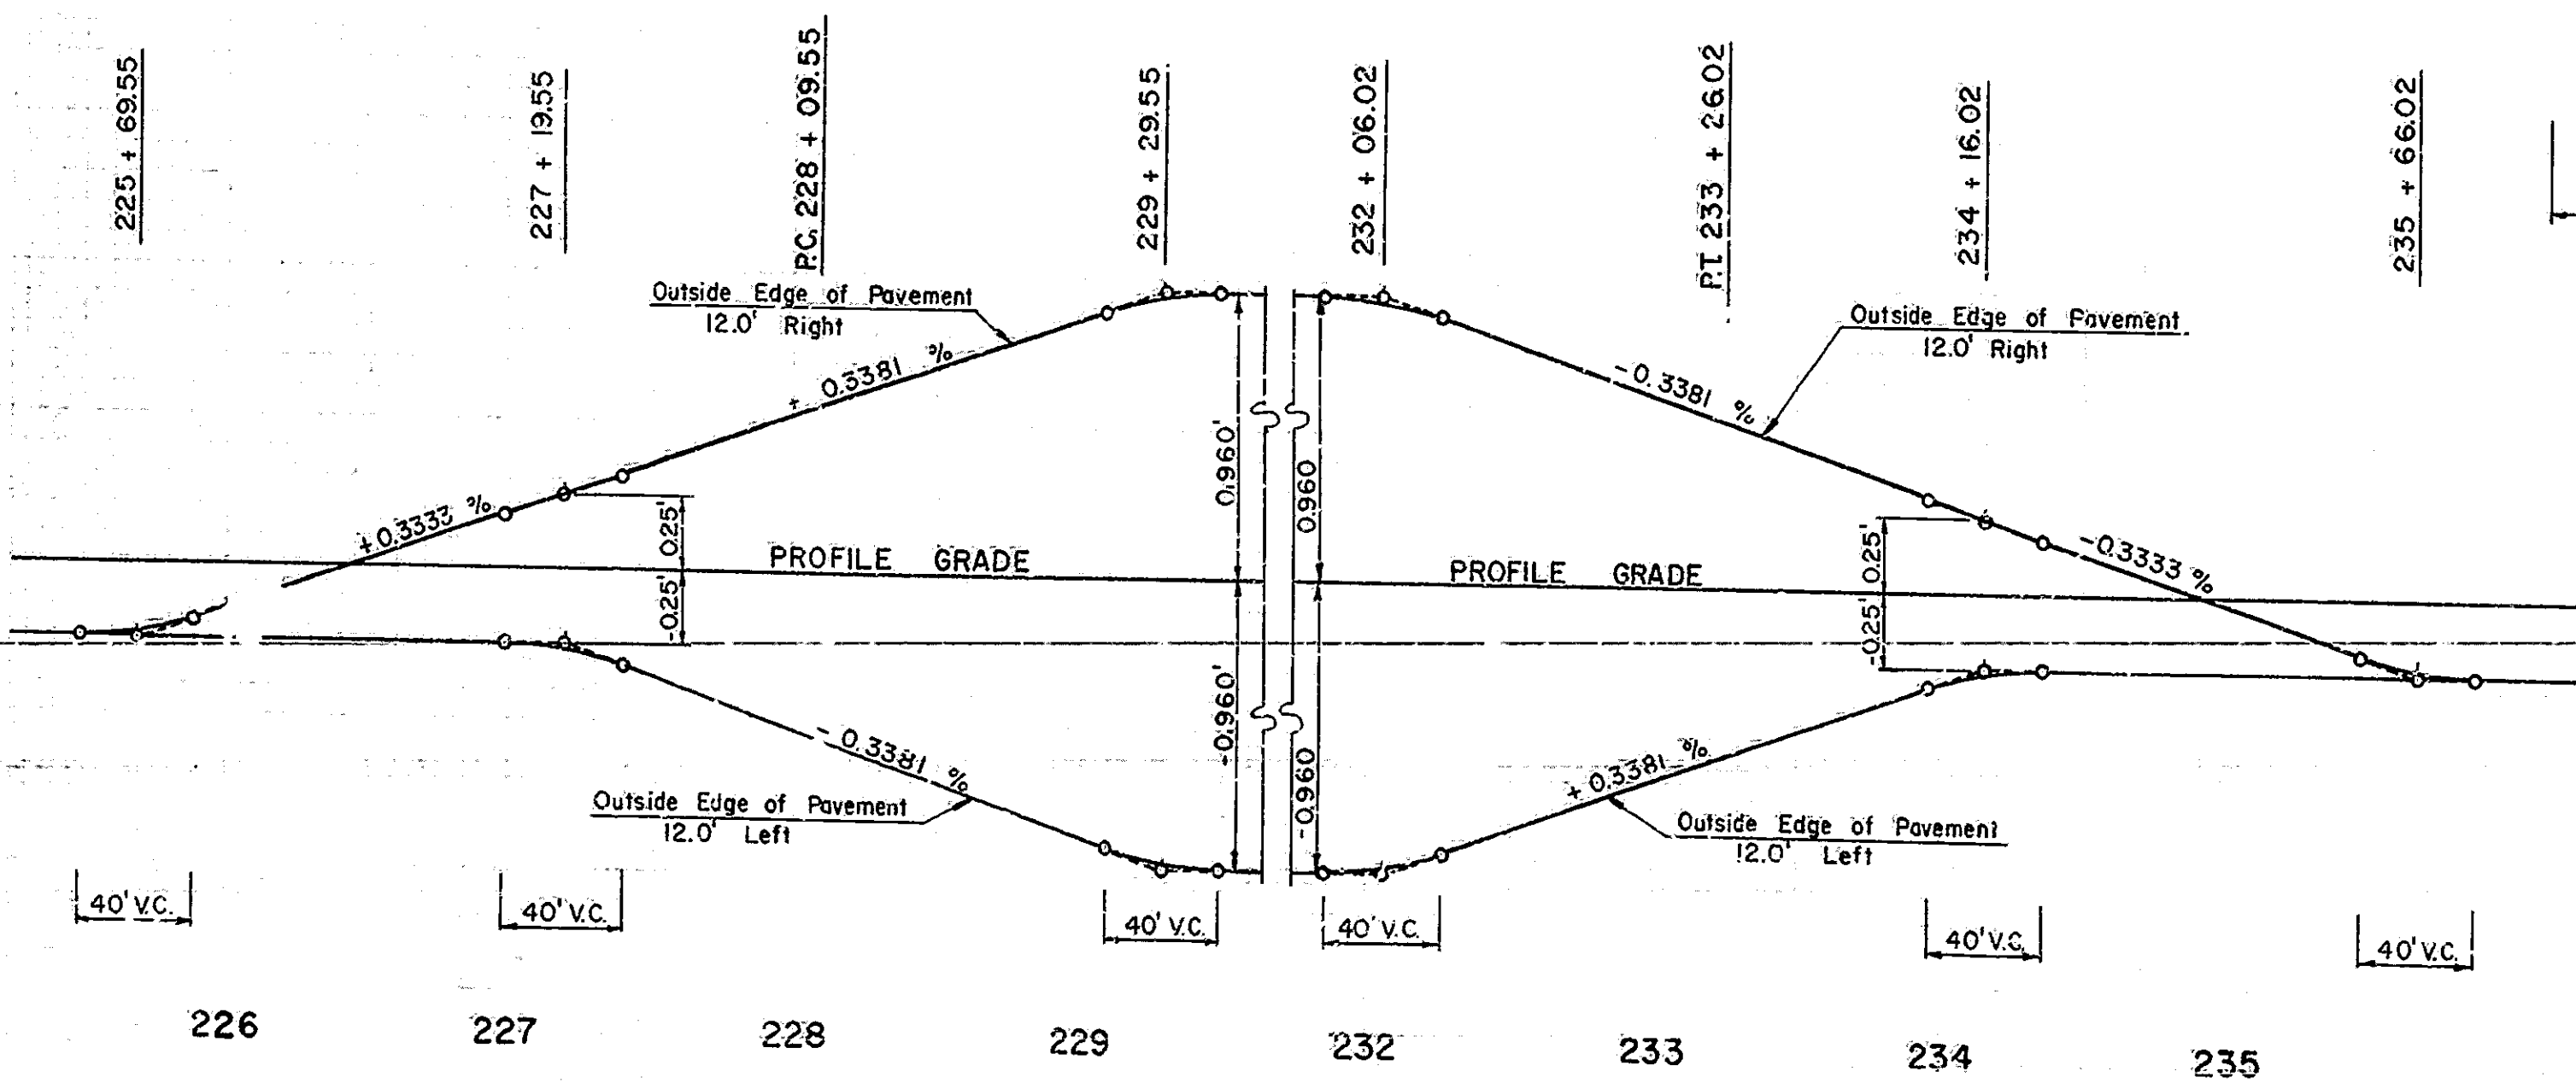 225 + 69.55
227 + 19.55
P.C. 228 + 09.55
229 + 29.55
232 + 06.02
P.T. 233 + 26.02
234 + 16.02
235 + 66.02
Outside Edge of Pavement
12.0' Right
Outside Edge of Pavement
12.0' Right
+ 0.3381 %
-0.3381 %
+0.3333 %
-0.3333 %
0.25'
-0.25'
0.960'
-0.960'
0.960
-0.960
0.25'
-0.25'
PROFILE GRADE
PROFILE GRADE
- 0.3381 %
+ 0.3381 %
Outside Edge of Pavement
12.0' Left
Outside Edge of Pavement
12.0' Left
40' V.C.
40' V.C.
40' V.C.
40' V.C.
40' V.C.
40' V.C.
226
227
228
229
232
233
234
235